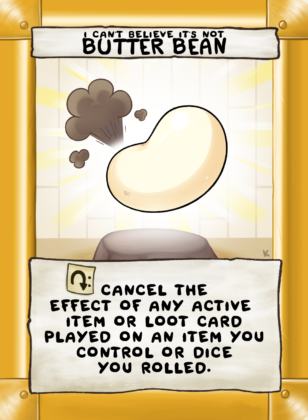 I CAN'T BELIEVE IT'S NOT
BUTTER BEAN
CANCEL THE
EFFECT OF ANY ACTIVE
ITEM OR LOOT CARD
PLAYED ON AN ITEM YOU
CONTROL OR DICE
YOU ROLLED.